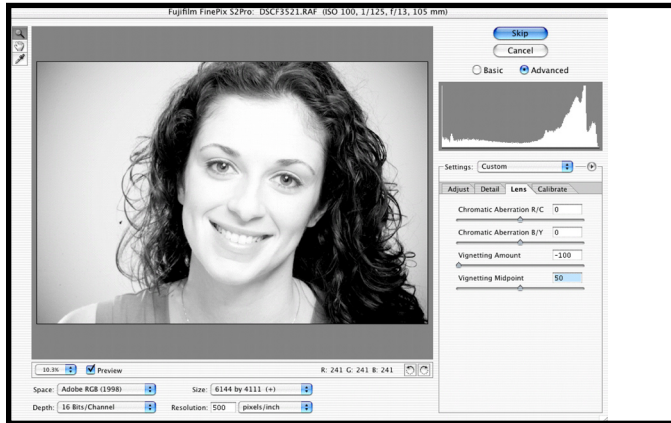 Fujifilm FinePix S2Pro: DSCF3521.RAF (ISO 100, 1/125, f/13, 105 mm)
Skip
Cancel
Basic Advanced
Settings: Custom
Adjust Detail Lens Calibrate
Chromatic Aberration R/C 0
Chromatic Aberration B/Y 0
Vignetting Amount -100
Vignetting Midpoint 50
10.3% Preview R: 241 G: 241 B: 241
Space: Adobe RGB (1998) Size: 6144 by 4111 (+)
Depth: 16 Bits/Channel Resolution: 500 pixels/inch